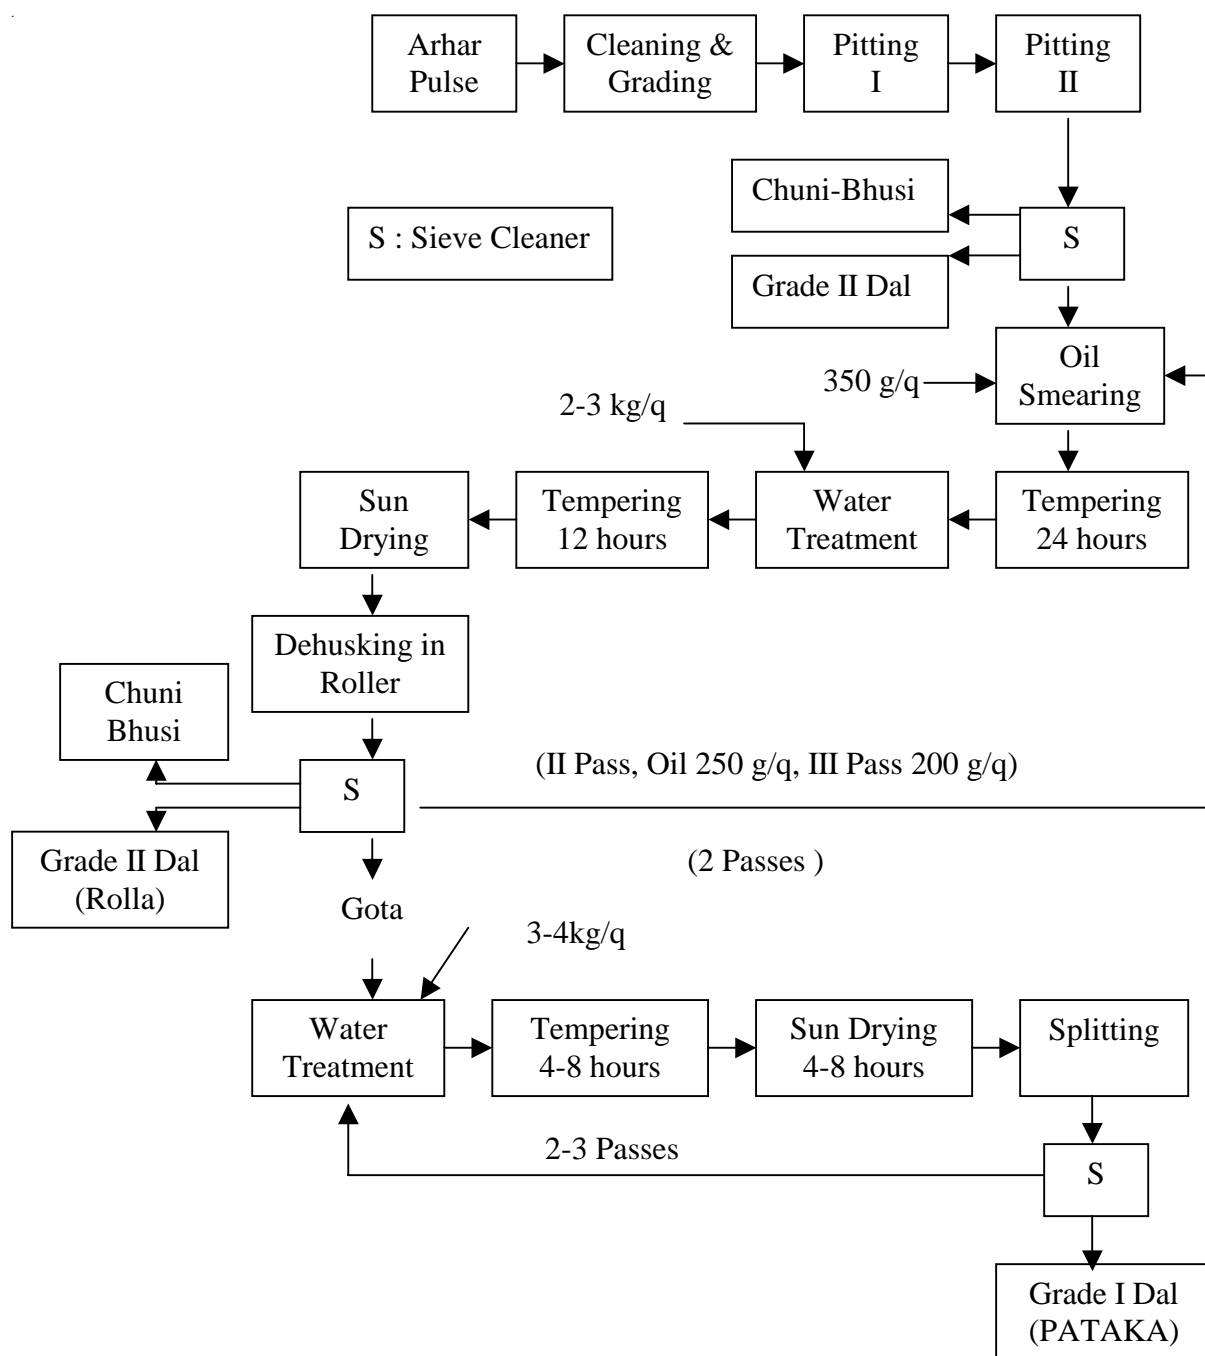 Arhar
Pulse
Cleaning &
Grading
Pitting
I
Pitting
II
Chuni-Bhusi
S : Sieve Cleaner
S
Grade II Dal
Oil
Smearing
350 g/q
2-3 kg/q
Sun
Drying
Tempering
12 hours
Water
Treatment
Tempering
24 hours
Dehusking in
Roller
Chuni
Bhusi
(II Pass, Oil 250 g/q, III Pass 200 g/q)
S
Grade II Dal
(Rolla)
(2 Passes )
Gota
3-4kg/q
Water
Treatment
Tempering
4-8 hours
Sun Drying
4-8 hours
Splitting
2-3 Passes
S
Grade I Dal
(PATAKA)